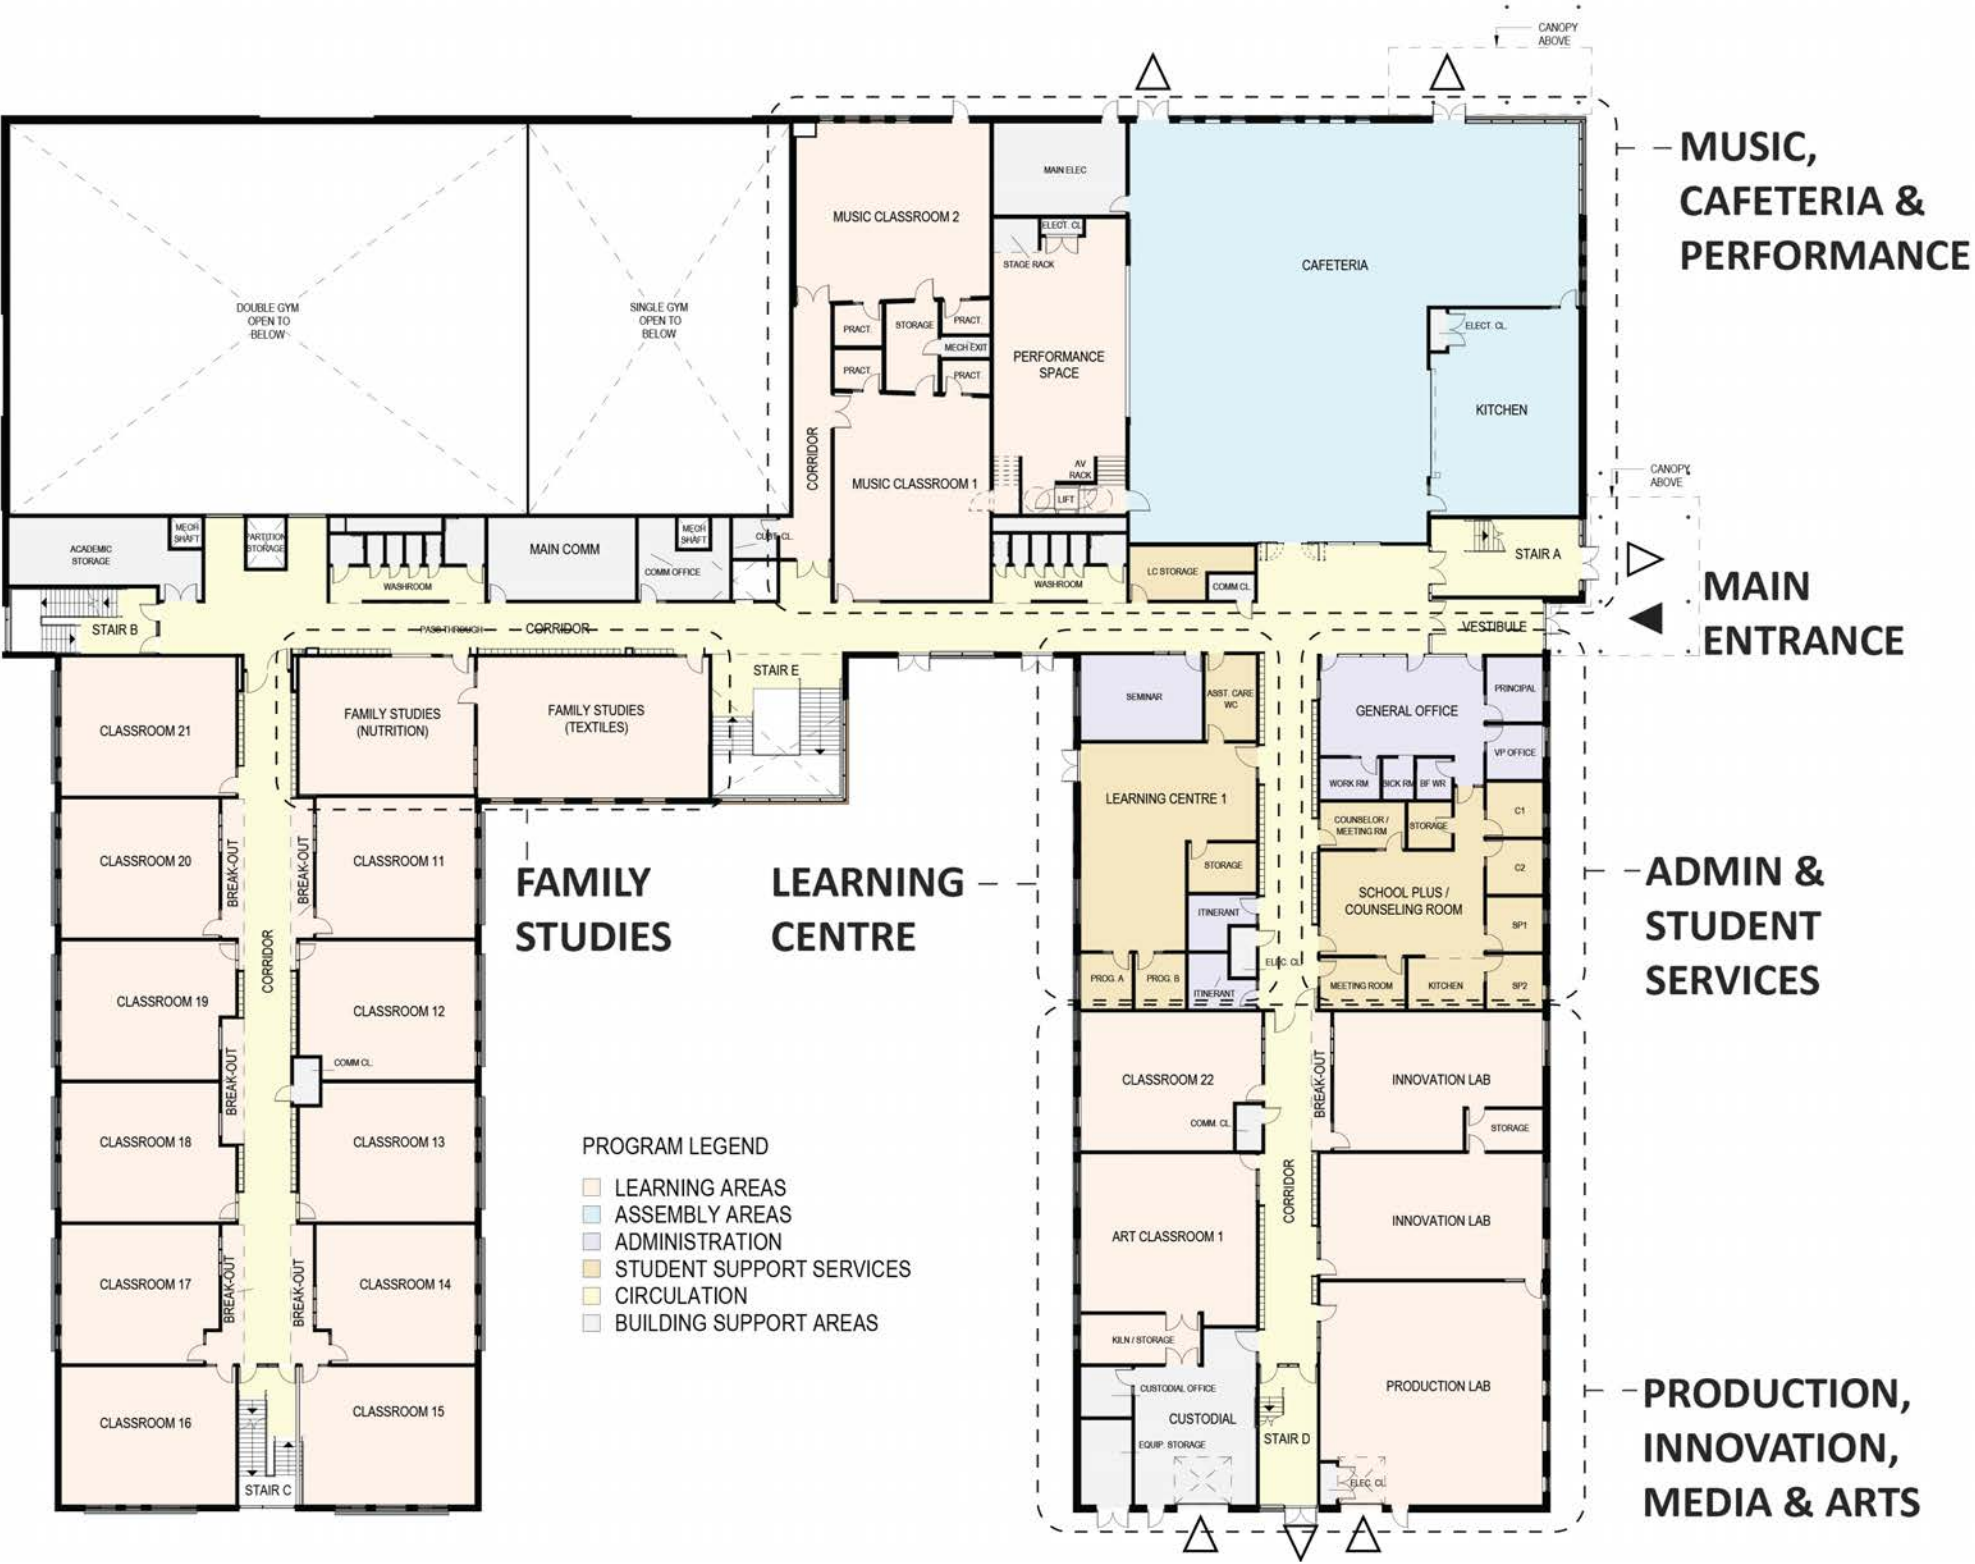 CANOPY
ABOVE
MUSIC,
CAFETERIA &
PERFORMANCE
MUSIC CLASSROOM 2
MAIN ELEC
ELECT. CL.
STAGE RACK
CAFETERIA
DOUBLE GYM
OPEN TO
BELOW
SINGLE GYM
OPEN TO
BELOW
PRACT.
STORAGE
PRACT.
MECH EXIT
PRACT.
PRACT.
PERFORMANCE
SPACE
ELECT. CL.
KITCHEN
CORRIDOR
MUSIC CLASSROOM 1
AV
RACK
LIFT
CANOPY
ABOVE
ACADEMIC
STORAGE
MECH
SHAFT
PARTITION
STORAGE
WASHROOM
MAIN COMM
MECH
SHAFT
COMM OFFICE
CUST. CL.
WASHROOM
LC STORAGE
COMM CL.
STAIR A
MAIN
ENTRANCE
STAIR B
PASS THROUGH
CORRIDOR
VESTIBULE
STAIR E
CLASSROOM 21
FAMILY STUDIES
(NUTRITION)
FAMILY STUDIES
(TEXTILES)
SEMINAR
ASST. CARE
WC
GENERAL OFFICE
PRINCIPAL
VP OFFICE
WORK RM
SICK RM
BF WR
LEARNING CENTRE 1
COUNSELOR /
MEETING RM
STORAGE
C1
CLASSROOM 20
BREAK-OUT
BREAK-OUT
CLASSROOM 11
FAMILY
STUDIES
LEARNING
CENTRE
STORAGE
C2
ADMIN &
STUDENT
SERVICES
SCHOOL PLUS /
COUNSELING ROOM
ITINERANT
SP1
ELEC. CL.
PROG. A
PROG. B
ITINERANT
MEETING ROOM
KITCHEN
SP2
CORRIDOR
CLASSROOM 19
CLASSROOM 12
COMM CL.
BREAK-OUT
CLASSROOM 22
COMM. CL.
BREAK-OUT
INNOVATION LAB
STORAGE
CLASSROOM 18
CLASSROOM 13
PROGRAM LEGEND
LEARNING AREAS
ASSEMBLY AREAS
ADMINISTRATION
STUDENT SUPPORT SERVICES
CIRCULATION
BUILDING SUPPORT AREAS
CORRIDOR
ART CLASSROOM 1
INNOVATION LAB
CLASSROOM 17
BREAK-OUT
BREAK-OUT
CLASSROOM 14
KILN / STORAGE
CUSTODIAL OFFICE
CUSTODIAL
EQUIP. STORAGE
STAIR D
PRODUCTION LAB
ELEC. CL.
PRODUCTION,
INNOVATION,
MEDIA & ARTS
CLASSROOM 16
CLASSROOM 15
STAIR C